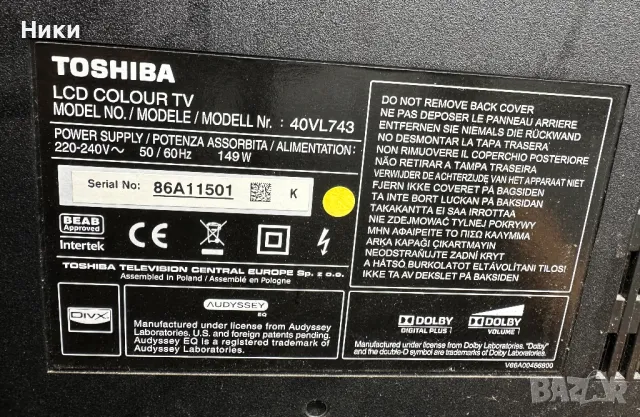 Ники
TOSHIBA
LCD COLOUR TV
MODEL NO. / MODELE / MODELL Nr. : 40VL743
POWER SUPPLY / POTENZA ASSORBITA / ALIMENTATION:
220-240V~ 50 / 60Hz 149W
Serial No: 86A11501 K
BEAB
Approved
Intertek
CE
TOSHIBA TELEVISION CENTRAL EUROPE Sp. z o.o.
Assembled in Poland / Assemblé en Pologne
DO NOT REMOVE BACK COVER
NE PAS DEPOSER LE PANNEAU ARRIERE
ENTFERNEN SIE NIEMALS DIE RÜCKWAND
NO DESMONTAR LA TAPA TRASERA
NON RIMUOVERE IL COPERCHIO POSTERIORE
NÃO RETIRAR A TAMPA TRASEIRA
VERWIJDER DE ACHTERZIJDE VAN HET APPARAAT NIET
FJERN IKKE COVERET PÅ BAGSIDEN
TA INTE BORT LUCKAN PÅ BAKSIDAN
TAKAKANTTA EI SAA IRROTTAA
NIE ZDEJMOWAĆ TYLNEJ POKRYWY
ΜΗΝ ΑΦΑΙΡΕΙΤΕ ΤΟ ΠΙΣΩ ΚΑΛΥΜΜΑ
ARKA KAPAĞI ÇIKARTMAYIN
NEODSTRAŇUJTE ZADNÍ KRYT
A HÁTSÓ BURKOLATOT ELTÁVOLÍTANI TILOS!
IKKE TA AV DEKSLET PÅ BAKSIDEN
DIVX
AUDYSSEY
EQ
Manufactured under license from Audyssey
Laboratories. U.S. and foreign patents pending.
Audyssey EQ is a registered trademark of
Audyssey Laboratories.
DOLBY
DIGITAL PLUS
DOLBY
VOLUME
Manufactured under license from Dolby Laboratories. "Dolby"
and the double-D symbol are trademarks of Dolby Laboratories.
BAZAR